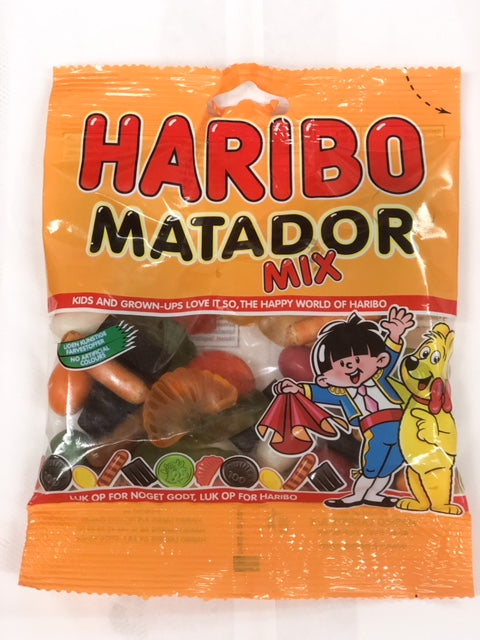 HARIBO
MATADOR
MIX
KIDS AND GROWN-UPS LOVE IT SO, THE HAPPY WORLD OF HARIBO
UDEN KUNSTIGE
FARVESTOFFER
NO ARTIFICIAL
COLOURS
LUK OP FOR NOGET GODT, LUK OP FOR HARIBO